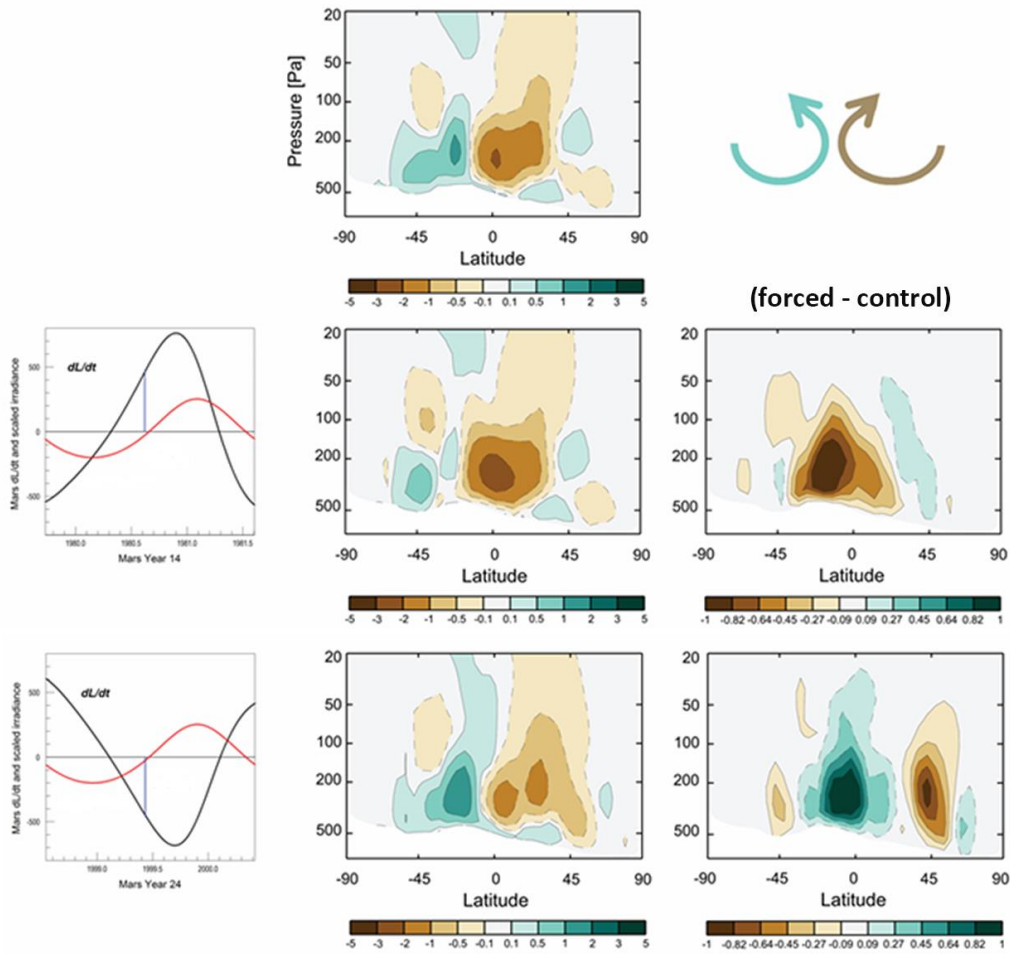 20
50
100
200
500
Pressure [Pa]
-90 -45 0 45 90
Latitude
-5 -3 -2 -1 -0.5 -0.1 0.1 0.5 1 2 3 5
(forced - control)
dL/dt
500
0
-500
Mars dL/dt and scaled irradiance
1980.0 1980.5 1981.0 1981.5
Mars Year 14
20
50
100
200
500
-90 -45 0 45 90
Latitude
-5 -3 -2 -1 -0.5 -0.1 0.1 0.5 1 2 3 5
20
50
100
200
500
-90 -45 0 45 90
Latitude
-1 -0.82 -0.64 -0.45 -0.27 -0.09 0.09 0.27 0.45 0.64 0.82 1
dL/dt
500
0
-500
Mars dL/dt and scaled irradiance
1999.0 1999.5 2000.0
Mars Year 24
20
50
100
200
500
-90 -45 0 45 90
Latitude
-5 -3 -2 -1 -0.5 -0.1 0.1 0.5 1 2 3 5
20
50
100
200
500
-90 -45 0 45 90
Latitude
-1 -0.82 -0.64 -0.45 -0.27 -0.09 0.09 0.27 0.45 0.64 0.82 1